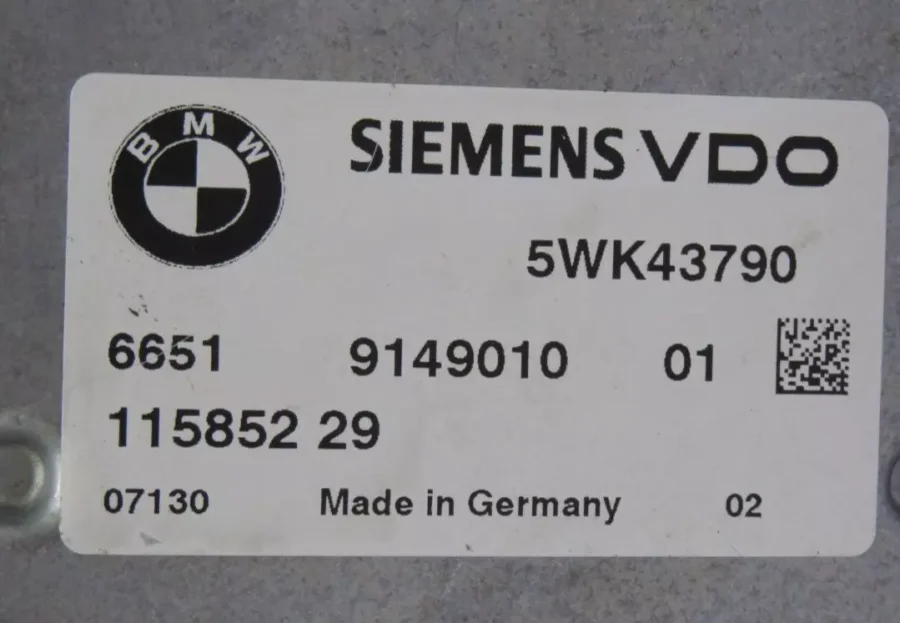 BMW
SIEMENS VDO
5WK43790
6651 9149010 01
115852 29
07130 Made in Germany 02